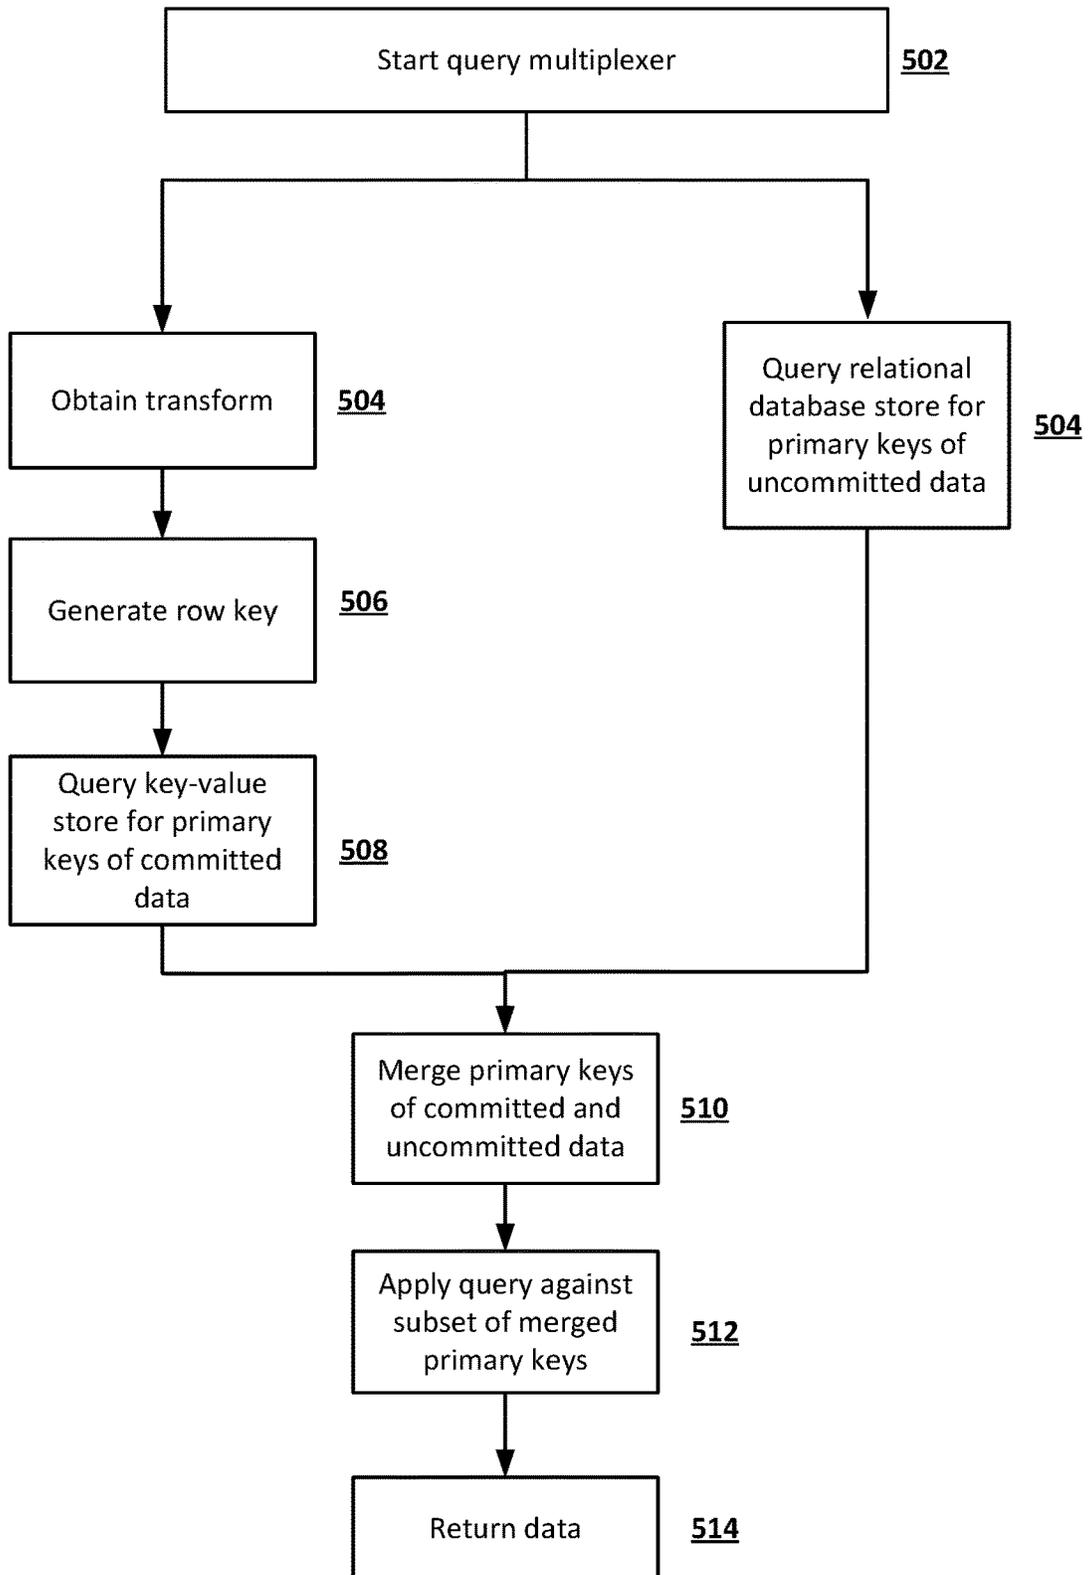 Start query multiplexer
502
Obtain transform
504
Query relational
database store for
primary keys of
uncommitted data
504
Generate row key
506
Query key-value
store for primary
keys of committed
data
508
Merge primary keys
of committed and
uncommitted data
510
Apply query against
subset of merged
primary keys
512
Return data
514